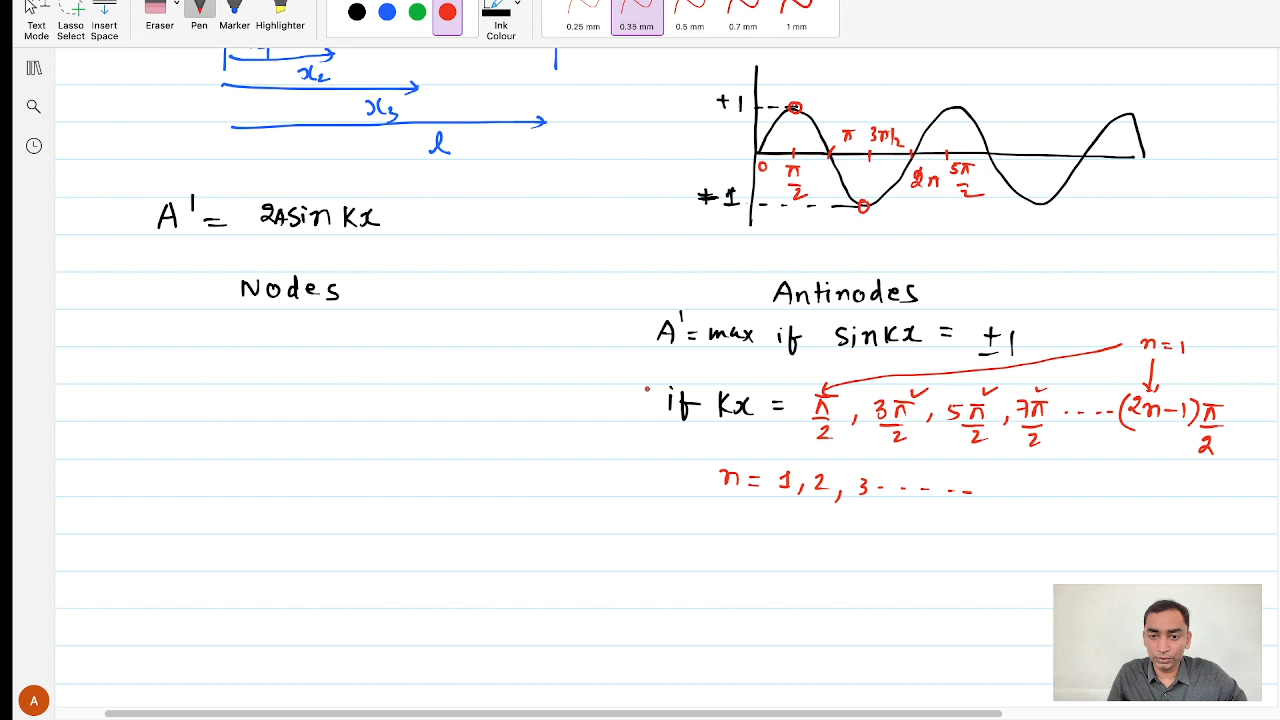 Text Mode
Lasso Select
Insert Space
Eraser
Pen
Marker
Highlighter
Ink Colour
0.25 mm
0.35 mm
0.5 mm
0.7 mm
1 mm
x₂
x₃
l
+1
0 π/2 π 3π/2 2π 5π/2
-1
A' = 2A sin Kx
Nodes
Antinodes
A' = max if sin Kx = ±1
n=1
if Kx = π/2, 3π/2, 5π/2, 7π/2 ..... (2n-1)π/2
n = 1, 2, 3 ------
A